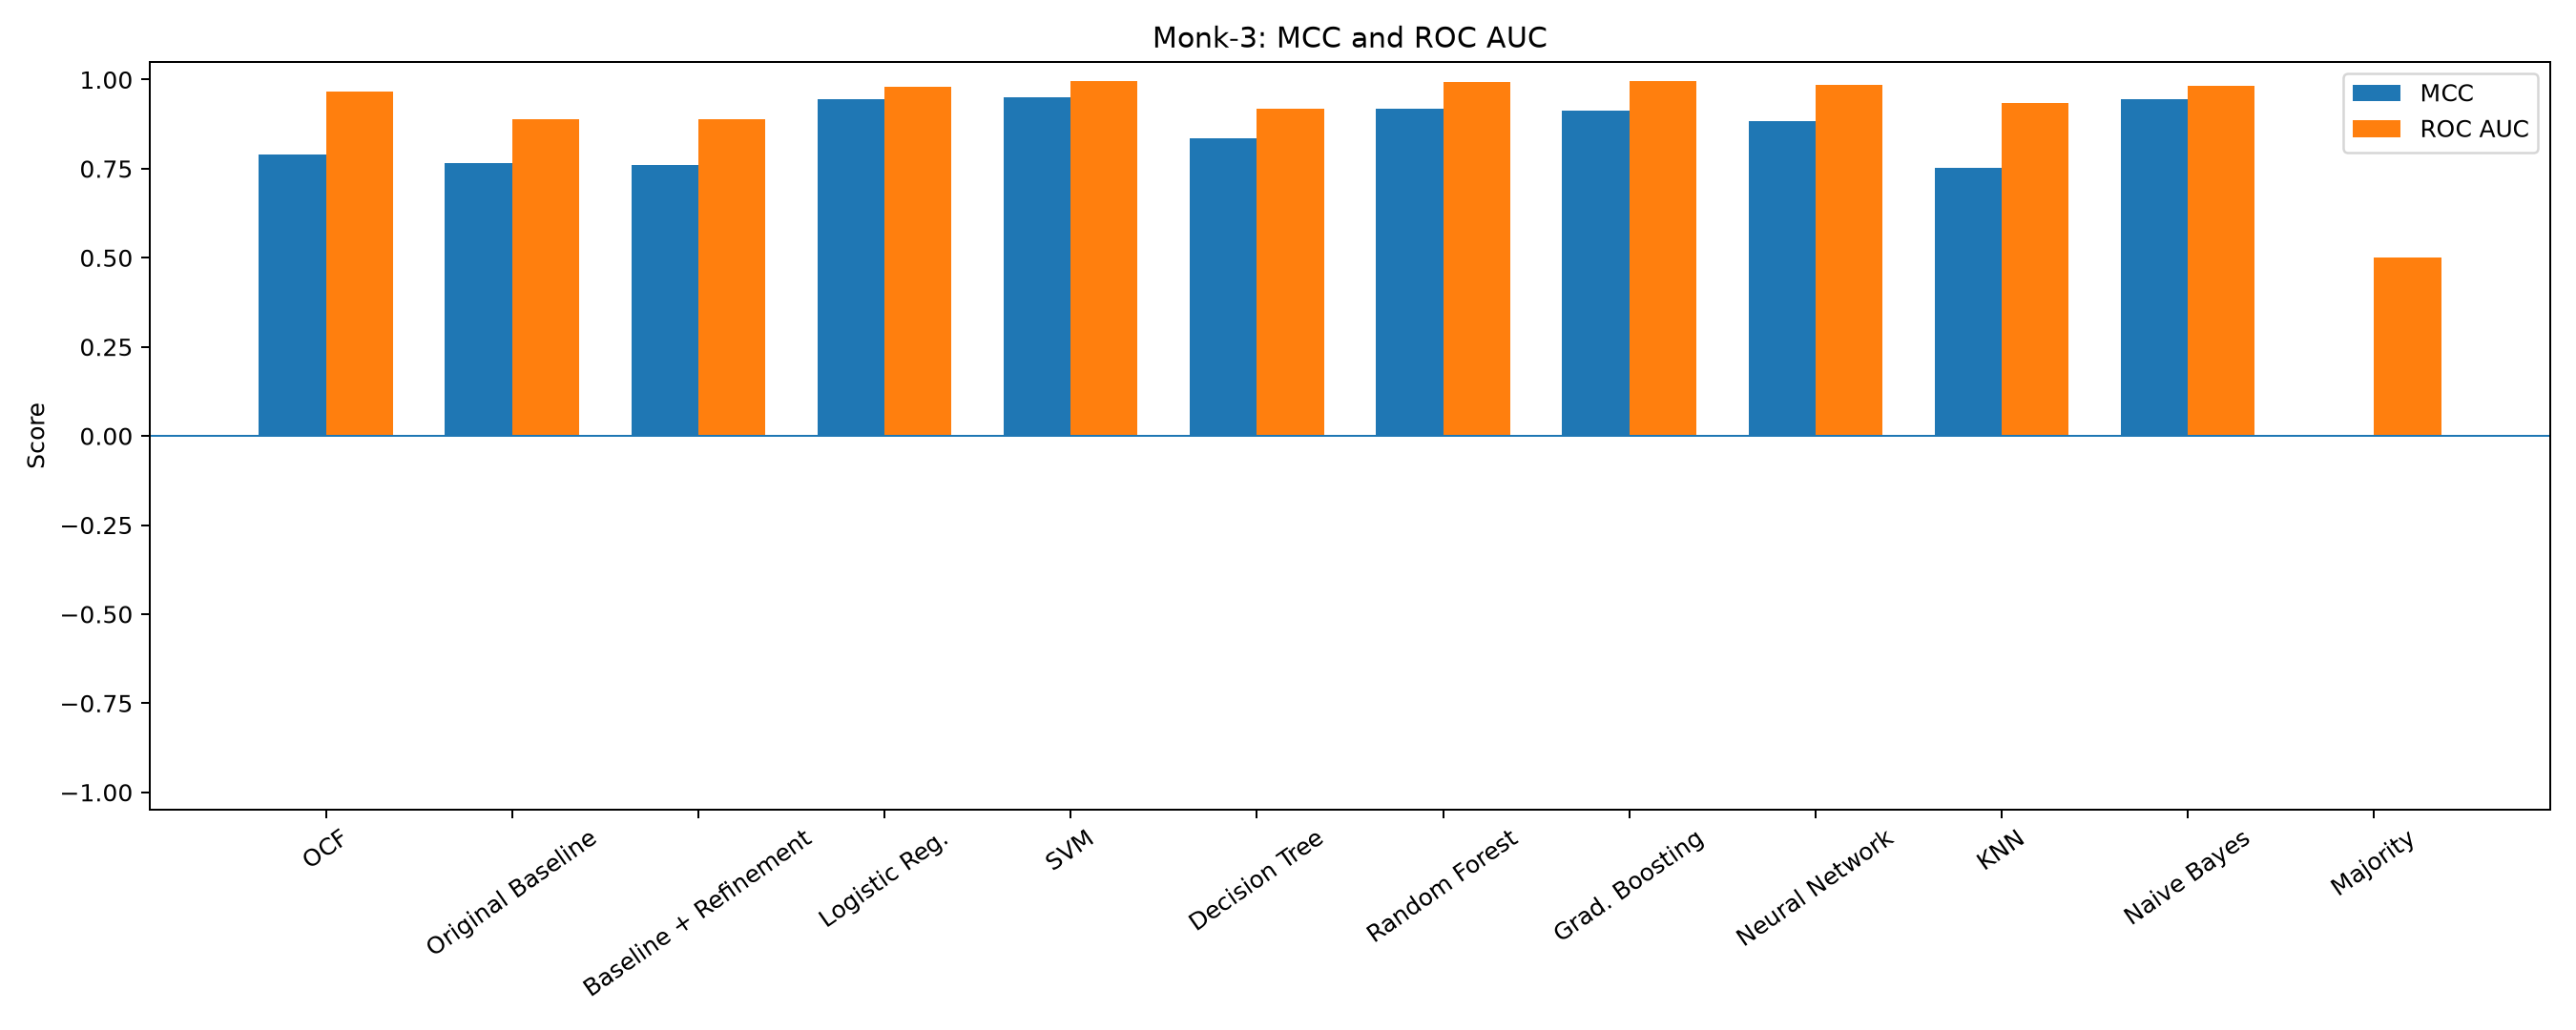 Monk-3: MCC and ROC AUC
MCC
ROC AUC
Score
1.00
0.75
0.50
0.25
0.00
−0.25
−0.50
−0.75
−1.00
OCF
Original Baseline
Baseline + Refinement
Logistic Reg.
SVM
Decision Tree
Random Forest
Grad. Boosting
Neural Network
KNN
Naive Bayes
Majority